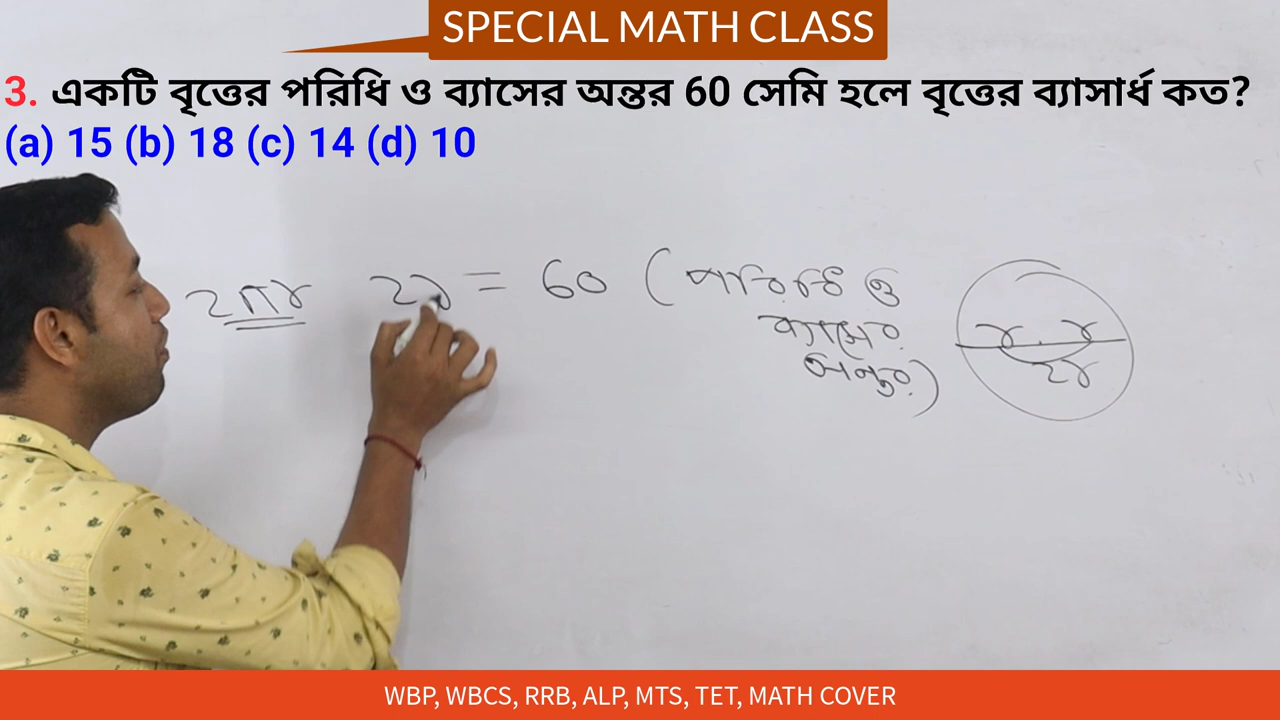 SPECIAL MATH CLASS
3. একটি বৃত্তের পরিধি ও ব্যাসের অন্তর 60 সেমি হলে বৃত্তের ব্যাসার্ধ কত?
(a) 15 (b) 18 (c) 14 (d) 10
2πr 2r = 60 (পরিধি ও
ব্যাসের
অন্তর)
r r
2r
WBP, WBCS, RRB, ALP, MTS, TET, MATH COVER